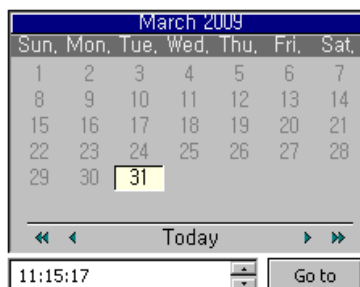 March 2009
Sun, Mon, Tue, Wed, Thu, Fri, Sat,
1 2 3 4 5 6 7
8 9 10 11 12 13 14
15 16 17 18 19 20 21
22 23 24 25 26 27 28
29 30 31
Today
11:15:17 Go to